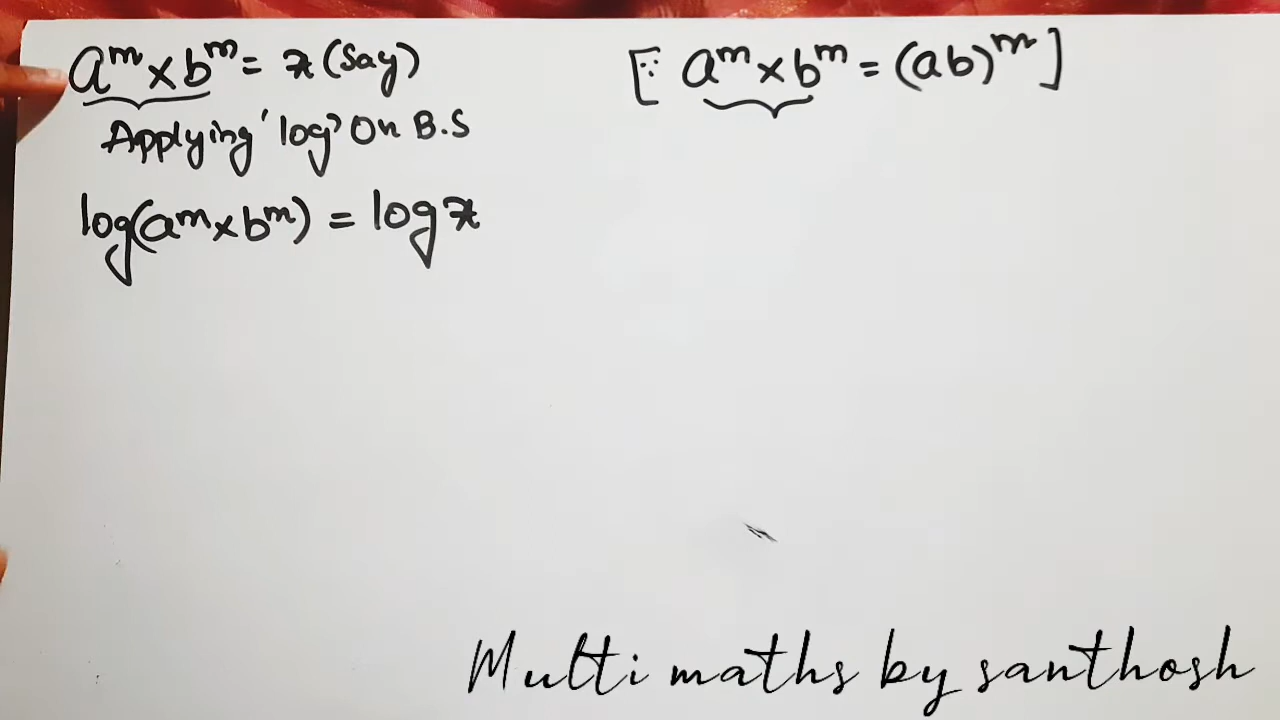 a^m × b^m = x (Say)
[∵ a^m × b^m = (ab)^m]
Applying 'log' On B.S
log(a^m × b^m) = log x
Multi maths by santhosh